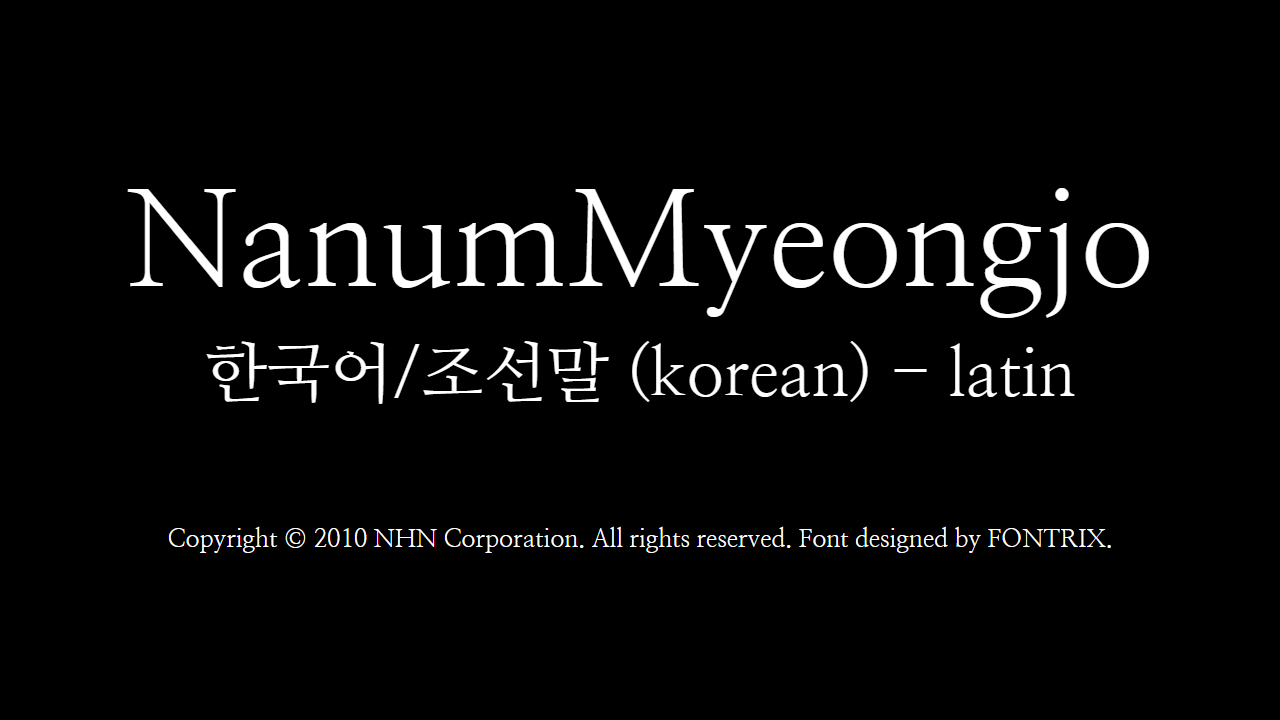 NanumMyeongjo
한국어/조선말 (korean) - latin
Copyright © 2010 NHN Corporation. All rights reserved. Font designed by FONTRIX.